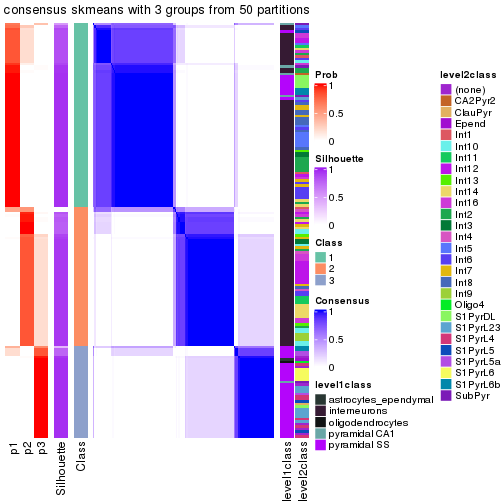 consensus skmeans with 3 groups from 50 partitions
p1
p2
p3
Silhouette
Class
level1class
level2class
Prob
1
0.5
0
Silhouette
1
0.5
0
Class
1
2
3
Consensus
1
0.5
0
level1class
astrocytes_ependymal
interneurons
oligodendrocytes
pyramidal CA1
pyramidal SS
level2class
(none)
CA2Pyr2
ClauPyr
Epend
Int1
Int10
Int11
Int12
Int13
Int14
Int16
Int2
Int3
Int4
Int5
Int6
Int7
Int8
Int9
Oligo4
S1PyrDL
S1PyrL23
S1PyrL4
S1PyrL5
S1PyrL5a
S1PyrL6
S1PyrL6b
SubPyr